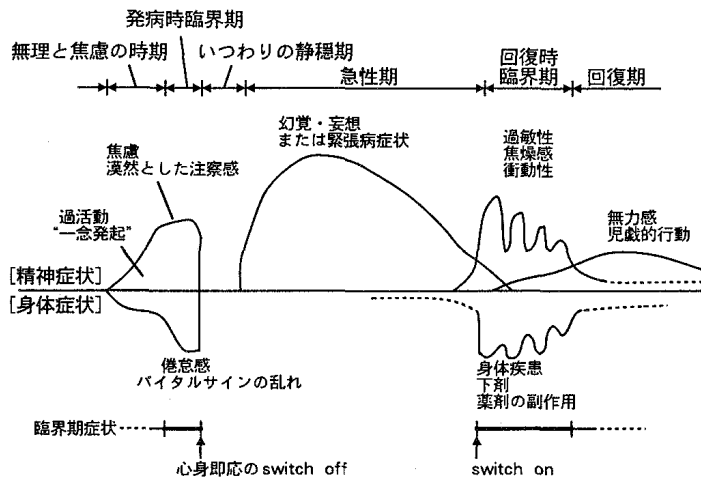 発病時臨界期
無理と焦慮の時期
いつわりの静穏期
急性期
回復時
臨界期
回復期
幻覚・妄想
または緊張病症状
過敏性
焦燥感
衝動性
焦慮
漠然とした注察感
過活動
“一念発起”
無力感
児戯的行動
[精神症状]
[身体症状]
倦怠感
バイタルサインの乱れ
身体疾患
下剤
薬剤の副作用
臨界期症状
心身即応のswitch off
switch on